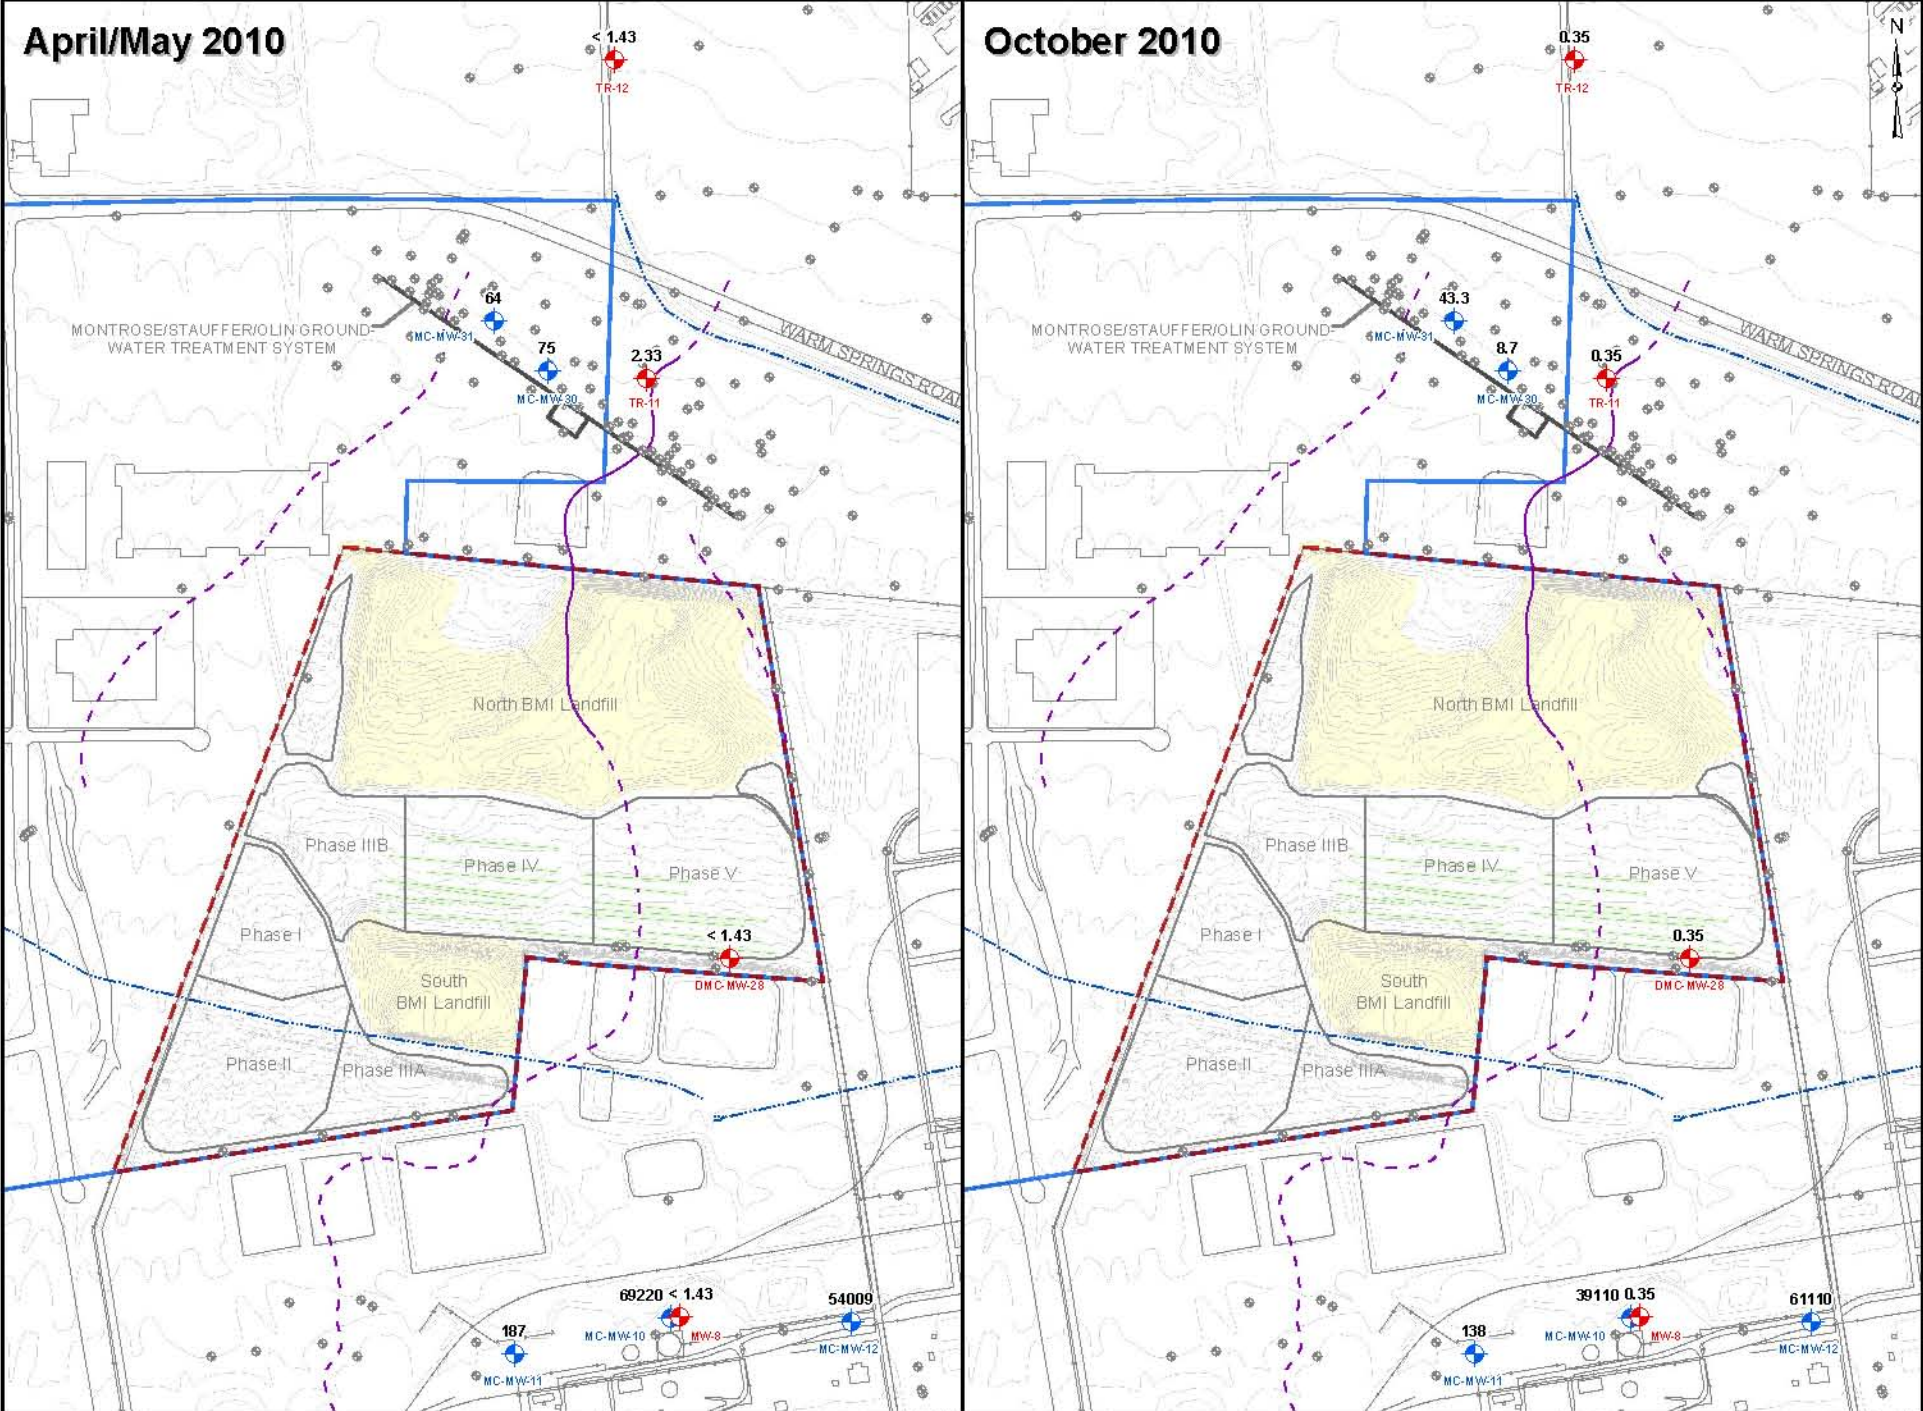 April/May 2010
< 1.43
TR-12
MONTROSE/STAUFFER/OLIN GROUND-
WATER TREATMENT SYSTEM
64
MC-MW-31
75
MC-MW-30
2.33
TR-11
WARM SPRINGS ROAD
North BMI Landfill
Phase IIIB
Phase IV
Phase V
Phase I
< 1.43
DMC-MW-28
South
BMI Landfill
Phase II
Phase IIIA
69220 < 1.43
MC-MW-10
MW-8
54009
MC-MW-12
187
MC-MW-11
October 2010
N
0.35
TR-12
MONTROSE/STAUFFER/OLIN GROUND-
WATER TREATMENT SYSTEM
43.3
MC-MW-31
8.7
MC-MW-30
0.35
TR-11
WARM SPRINGS ROAD
North BMI Landfill
Phase IIIB
Phase IV
Phase V
Phase I
0.35
DMC-MW-28
South
BMI Landfill
Phase II
Phase IIIA
39110 0.35
MC-MW-10
MW-8
61110
MC-MW-12
138
MC-MW-11